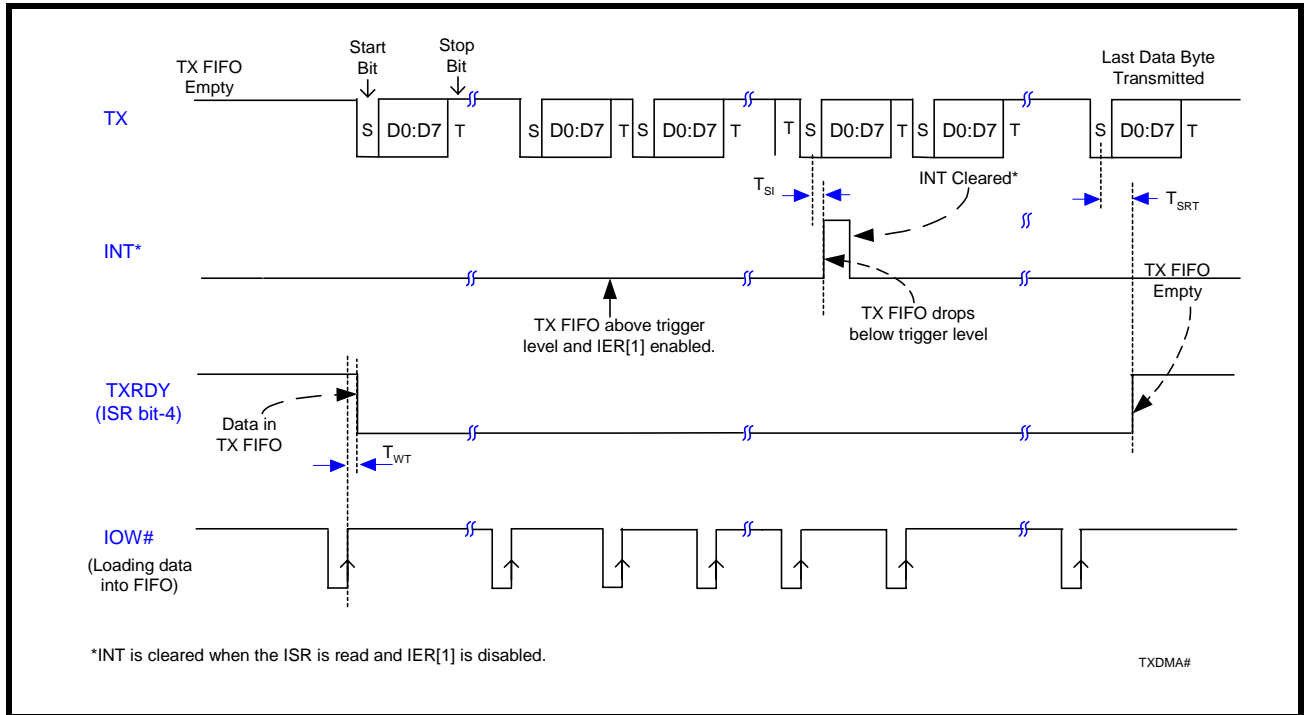 TX FIFO
Empty
Start
Bit
Stop
Bit
Last Data Byte
Transmitted
TX
S D0:D7 T S D0:D7 T S D0:D7 T T S D0:D7 T S D0:D7 T S D0:D7 T
TSI
INT Cleared*
TSRT
INT*
TX FIFO above trigger
level and IER[1] enabled.
TX FIFO drops
below trigger level
TX FIFO
Empty
TXRDY
(ISR bit-4)
Data in
TX FIFO
TWT
IOW#
(Loading data
into FIFO)
*INT is cleared when the ISR is read and IER[1] is disabled.
TXDMA#